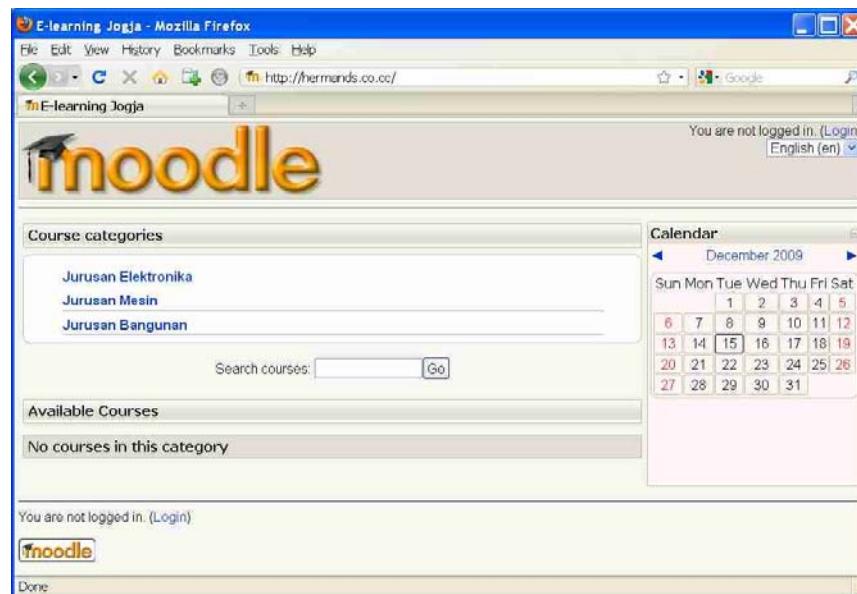 E-learning Jogja - Mozilla Firefox
File Edit View History Bookmarks Tools Help
http://hermands.co.cc/
Google
E-learning Jogja
You are not logged in. (Login
English (en)
moodle
Course categories
Jurusan Elektronika
Jurusan Mesin
Jurusan Bangunan
Search courses: Go
Available Courses
No courses in this category
Calendar
December 2009
Sun Mon Tue Wed Thu Fri Sat
1 2 3 4 5
6 7 8 9 10 11 12
13 14 15 16 17 18 19
20 21 22 23 24 25 26
27 28 29 30 31
You are not logged in. (Login)
moodle
Done